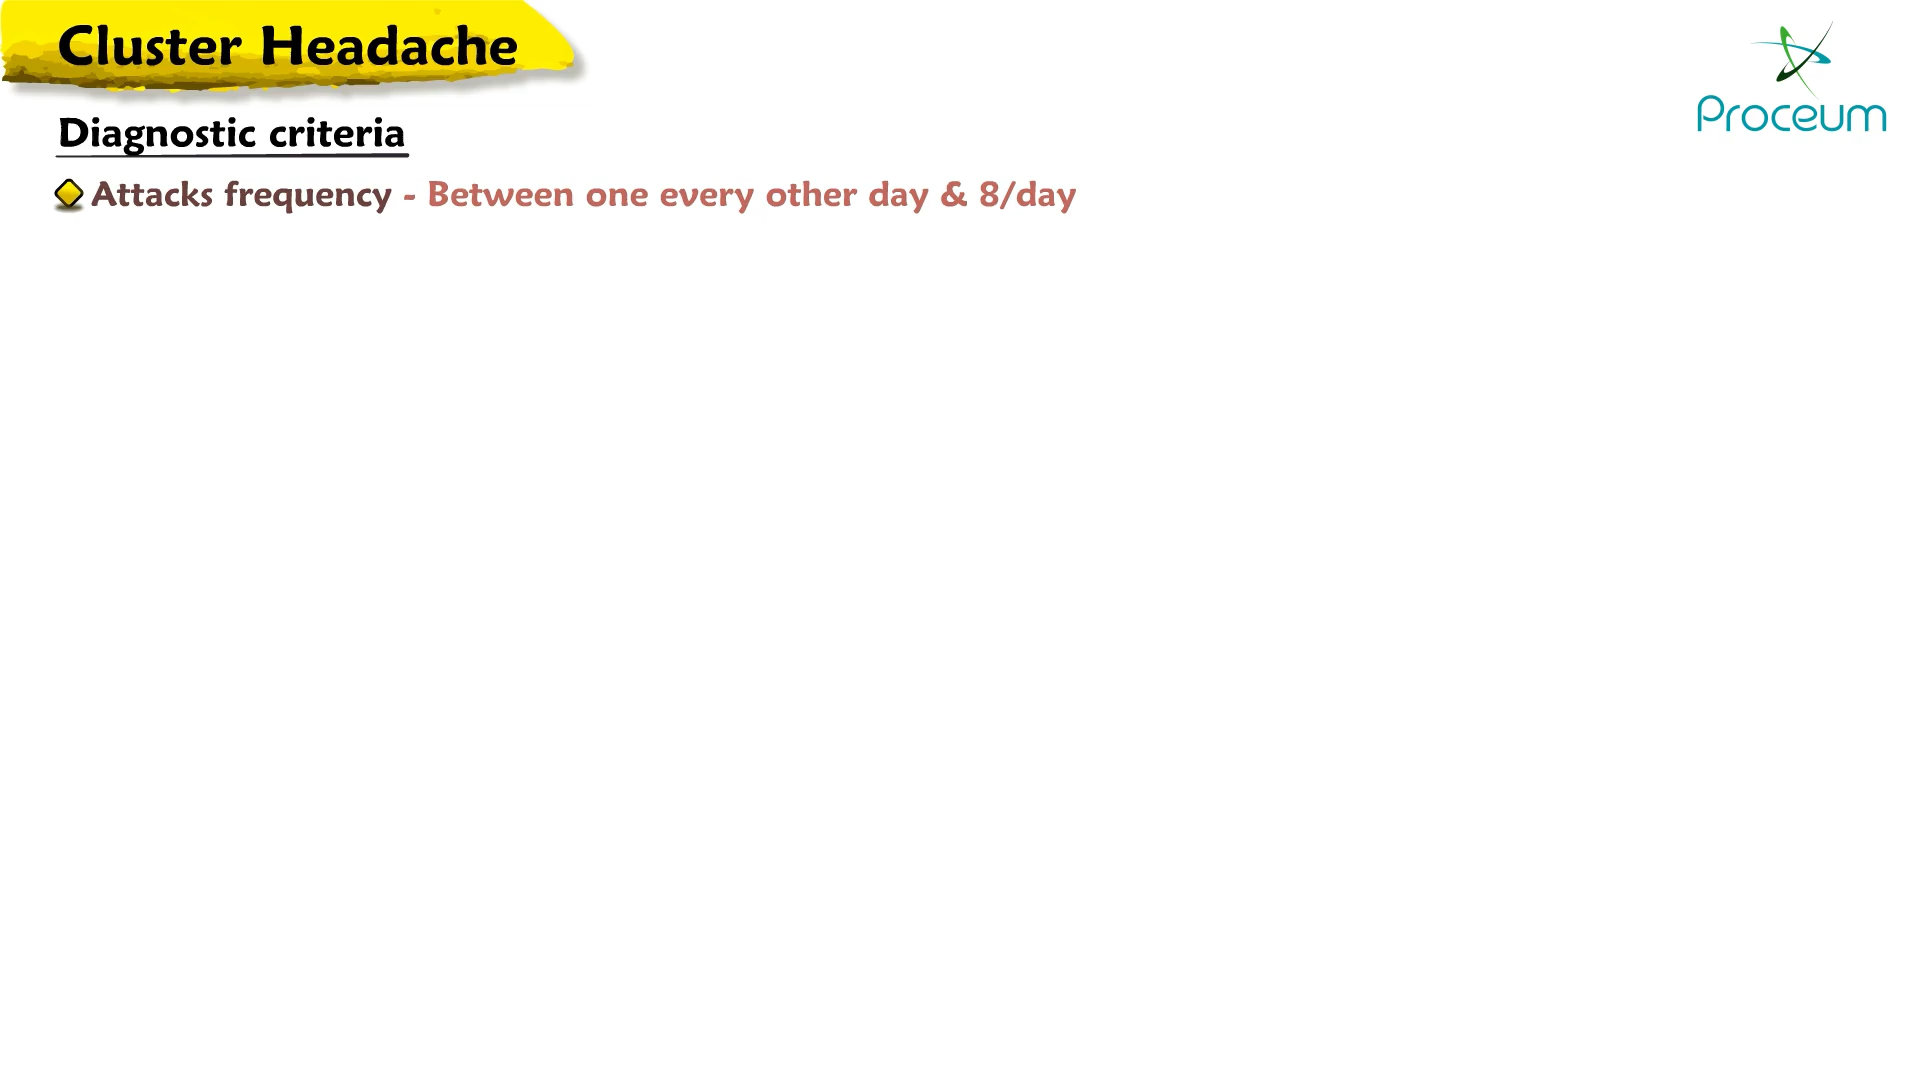 Cluster Headache
Proceum
Diagnostic criteria
Attacks frequency - Between one every other day & 8/day